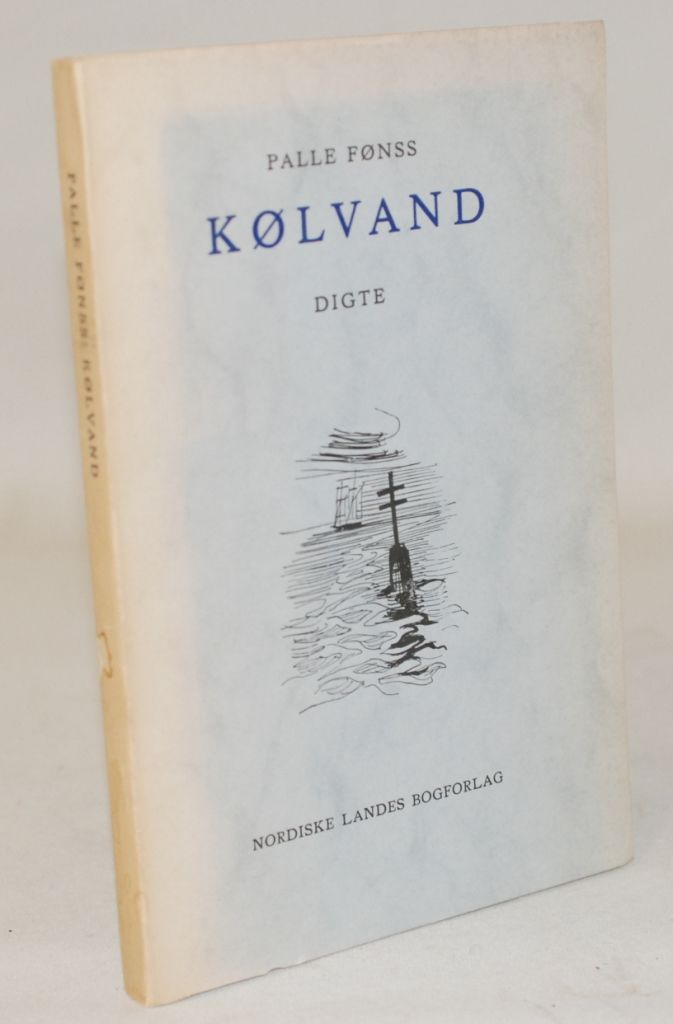 PALLE FØNSS
KØLVAND
DIGTE
NORDISKE LANDES BOGFORLAG
PALLE FØNSS: KØLVAND